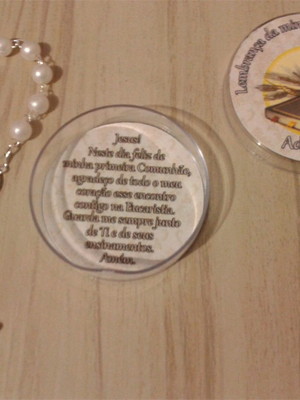 Jesus!
Neste dia feliz de
minha primeira Comunhão,
agradeço de todo o meu
coração esse encontro
contigo na Eucaristia.
Guarda me sempre junto
de Ti e de seus
ensinamentos.
Amém.
Lembrança da